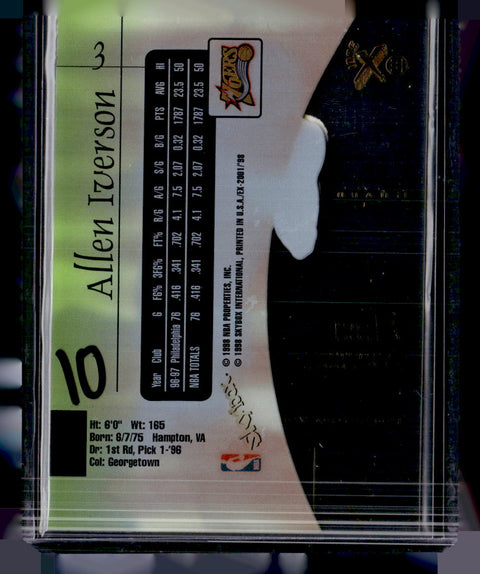 Allen Iverson 3
Year Club G FG% 3FG% FT% R/G A/G S/G B/G PTS AVG HI
96-97 Philadelphia 76 .416 .341 .702 4.1 7.5 2.07 0.32 1787 23.5 50
NBA TOTALS 76 .416 .341 .702 4.1 7.5 2.07 0.32 1787 23.5 50
SIXERS
© 1998 NBA PROPERTIES, INC.
© 1998 SKYBOX INTERNATIONAL, PRINTED IN U.S.A./EX-2001/'98
10
Ht: 6'0" Wt: 165
Born: 6/7/75 Hampton, VA
Dr: 1st Rd, Pick 1-'96
Col: Georgetown
SkyBox